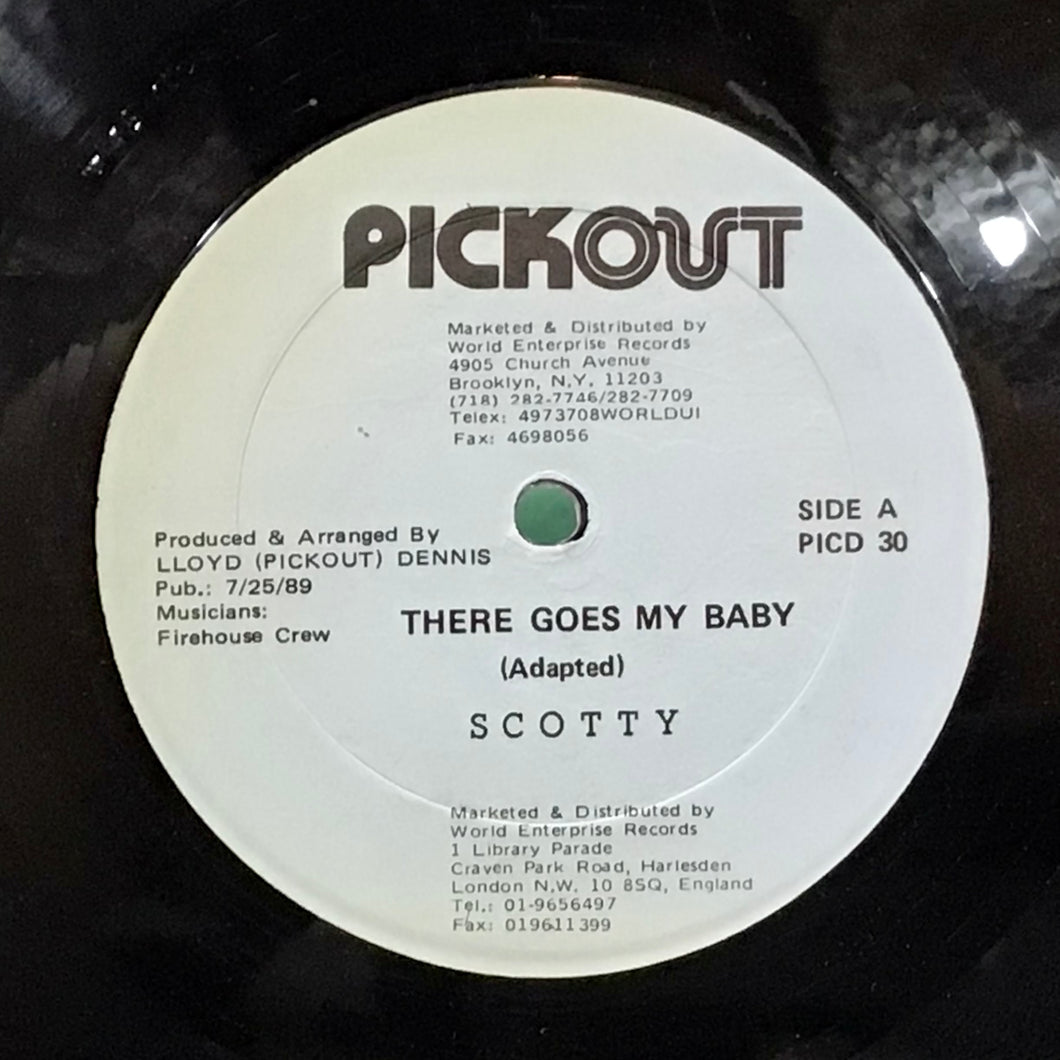 PICKOUT
Marketed & Distributed by
World Enterprise Records
4905 Church Avenue
Brooklyn, N.Y. 11203
(718) 282-7746/282-7709
Telex: 4973708WORLDUI
Fax: 4698056
SIDE A
PICD 30
Produced & Arranged By
LLOYD (PICKOUT) DENNIS
Pub.: 7/25/89
Musicians:
Firehouse Crew
THERE GOES MY BABY
(Adapted)
SCOTTY
Marketed & Distributed by
World Enterprise Records
1 Library Parade
Craven Park Road, Harlesden
London N.W. 10 8SQ, England
Tel.: 01-9656497
Fax: 019611399